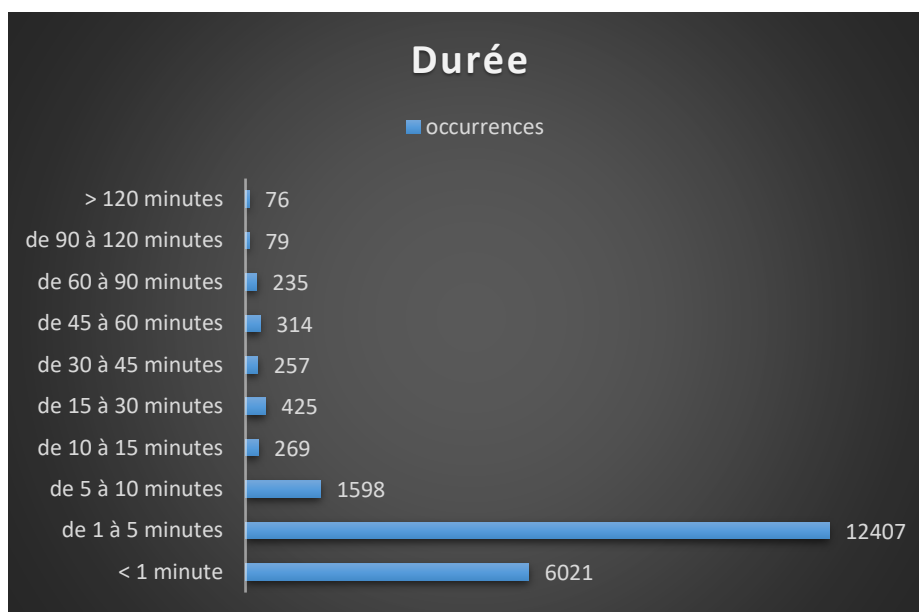 Durée
occurrences
> 120 minutes 76
de 90 à 120 minutes 79
de 60 à 90 minutes 235
de 45 à 60 minutes 314
de 30 à 45 minutes 257
de 15 à 30 minutes 425
de 10 à 15 minutes 269
de 5 à 10 minutes 1598
de 1 à 5 minutes 12407
< 1 minute 6021